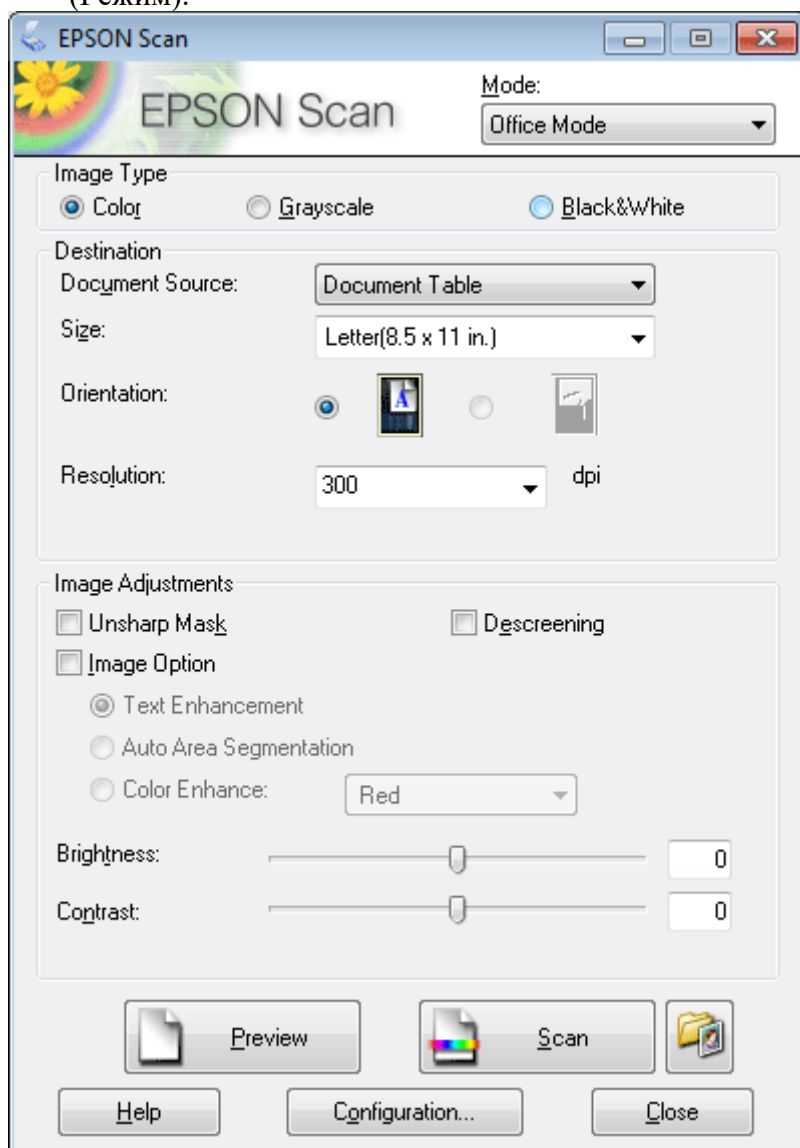 (Режим).
EPSON Scan
EPSON Scan
Mode:
Office Mode
Image Type
Color Grayscale Black&White
Destination
Document Source: Document Table
Size: Letter(8.5 x 11 in.)
Orientation: A
Resolution: 300 dpi
Image Adjustments
Unsharp Mask Descreening
Image Option
Text Enhancement
Auto Area Segmentation
Color Enhance: Red
Brightness: 0
Contrast: 0
Preview Scan
Help Configuration... Close